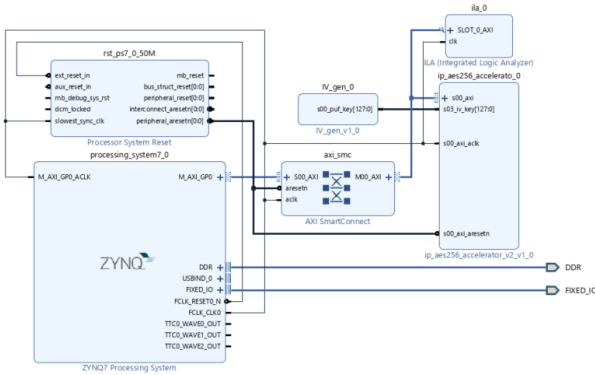 ila_0
SLOT_0_AXI
clk
ILA (Integrated Logic Analyzer)
rst_ps7_0_50M
ext_reset_in
aux_reset_in
mb_debug_sys_rst
dcm_locked
slowest_sync_clk
mb_reset
bus_struct_reset[0:0]
peripheral_reset[0:0]
interconnect_aresetn[0:0]
peripheral_aresetn[0:0]
Processor System Reset
IV_gen_0
s00_puf_key[127:0]
IV_gen_v1_0
ip_aes256_accelerato_0
s00_axi
s03_iv_key[127:0]
s00_axi_aclk
s00_axi_aresetn
ip_aes256_accelerator_v2_v1_0
processing_system7_0
M_AXI_GP0_ACLK
M_AXI_GP0
ZYNQ
DDR
USBIND_0
FIXED_IO
FCLK_RESET0_N
FCLK_CLK0
TTC0_WAVE0_OUT
TTC0_WAVE1_OUT
TTC0_WAVE2_OUT
ZYNQ7 Processing System
axi_smc
S00_AXI
aresetn
aclk
M00_AXI
AXI SmartConnect
DDR
FIXED_IO